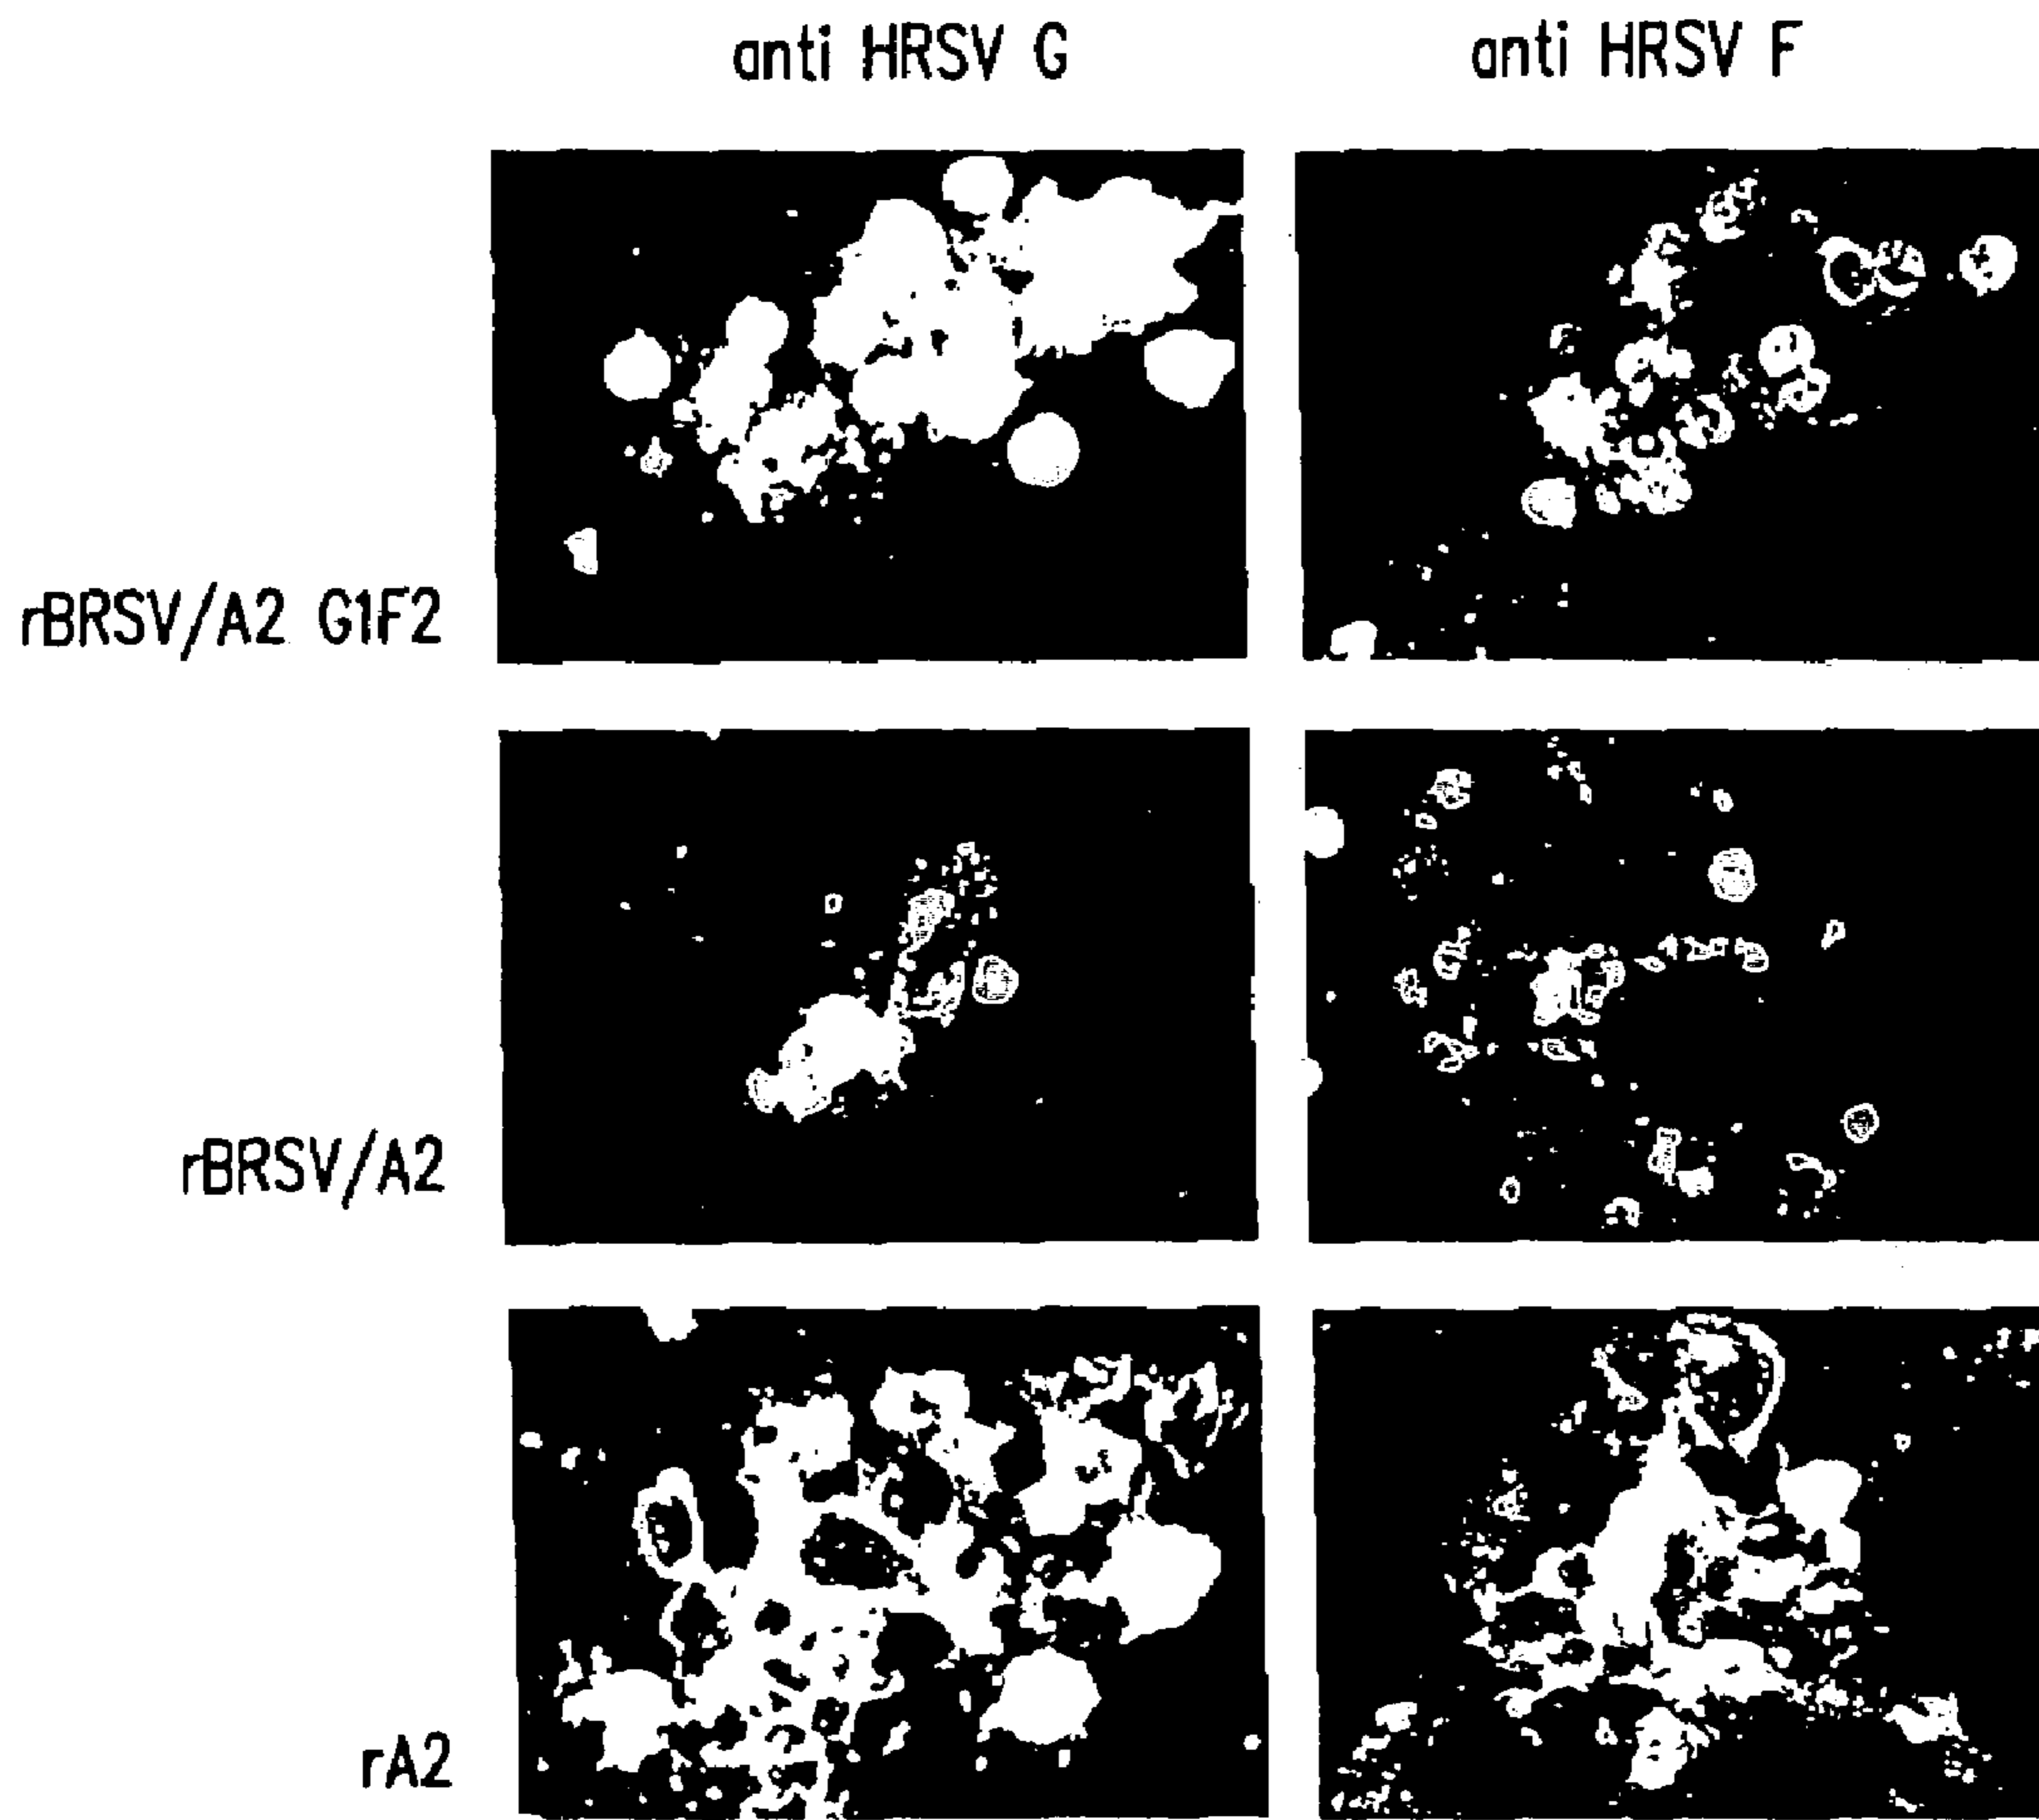 anti HRSV G
anti HRSV F
rBRSV/A2 G1F2
rBRSV/A2
rA2